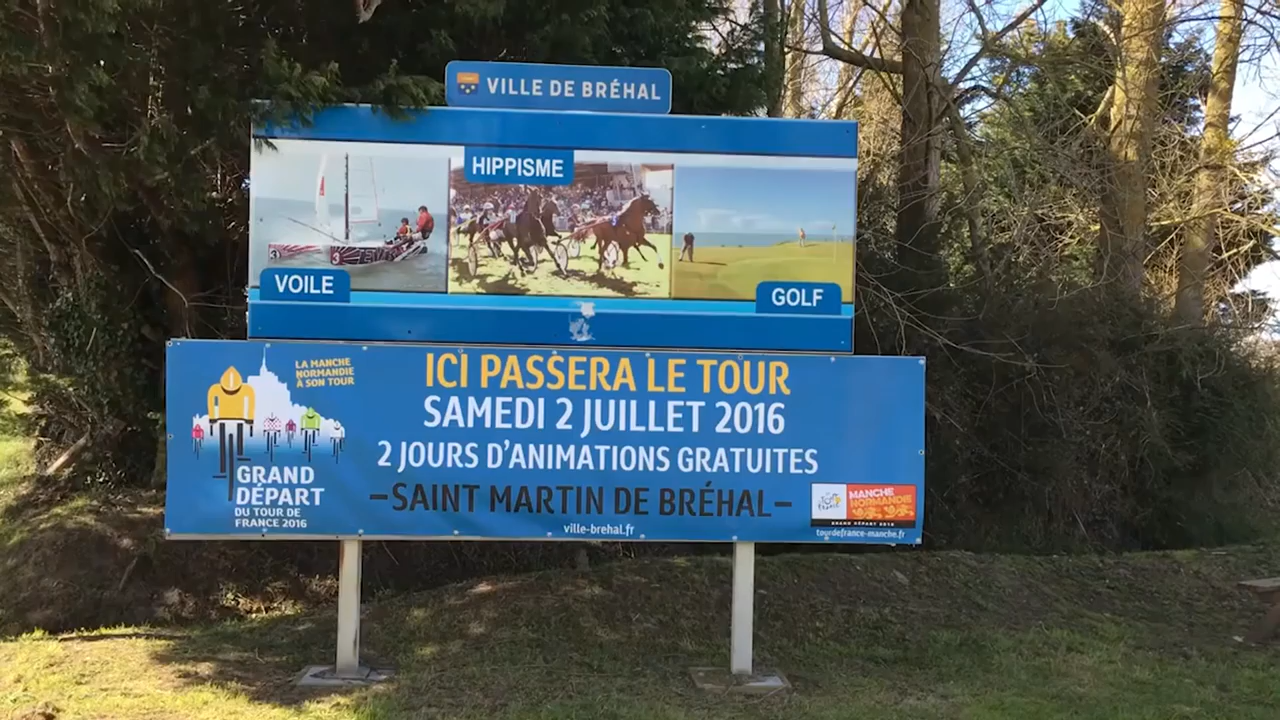 VILLE DE BRÉHAL
HIPPISME
VOILE
GOLF
LA MANCHE
NORMANDIE
À SON TOUR
ICI PASSERA LE TOUR
SAMEDI 2 JUILLET 2016
2 JOURS D'ANIMATIONS GRATUITES
–SAINT MARTIN DE BRÉHAL–
ville-brehal.fr
GRAND
DÉPART
DU TOUR DE
FRANCE 2016
MANCHE
NORMANDIE
GRAND DÉPART 2016
tourdefrance-manche.fr